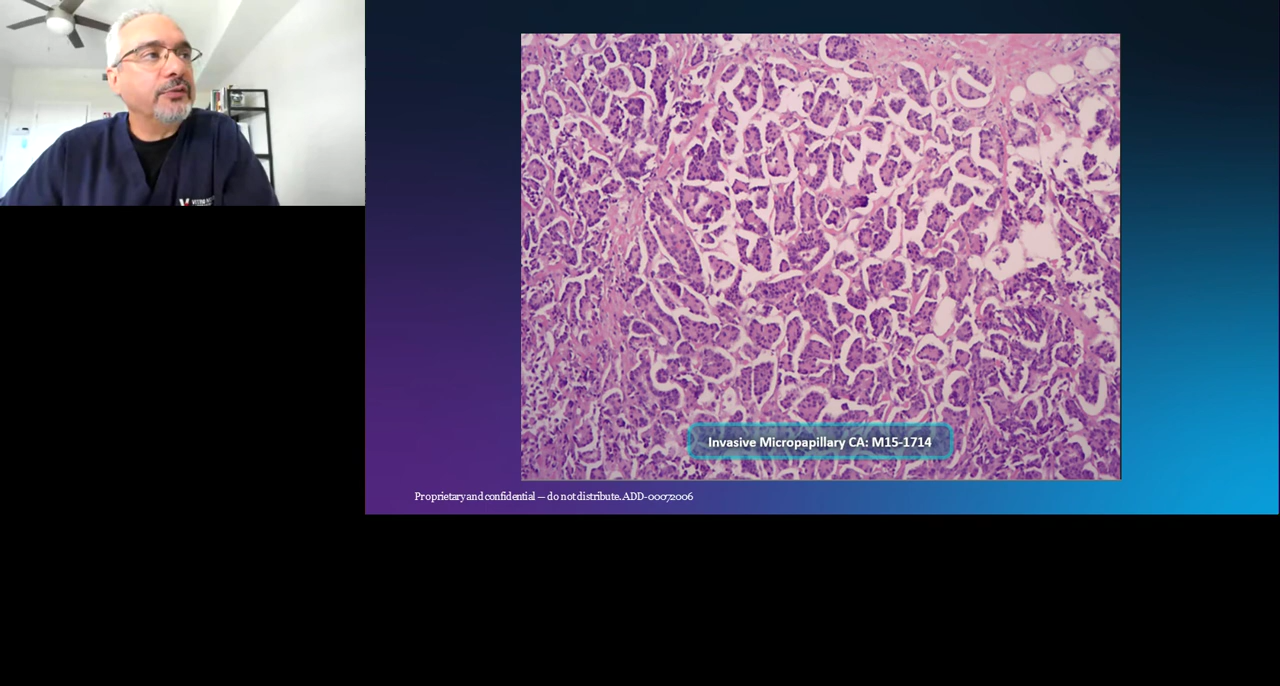 Invasive Micropapillary CA: M15-1714
Proprietary and confidential — do not distribute. ADD-00072006